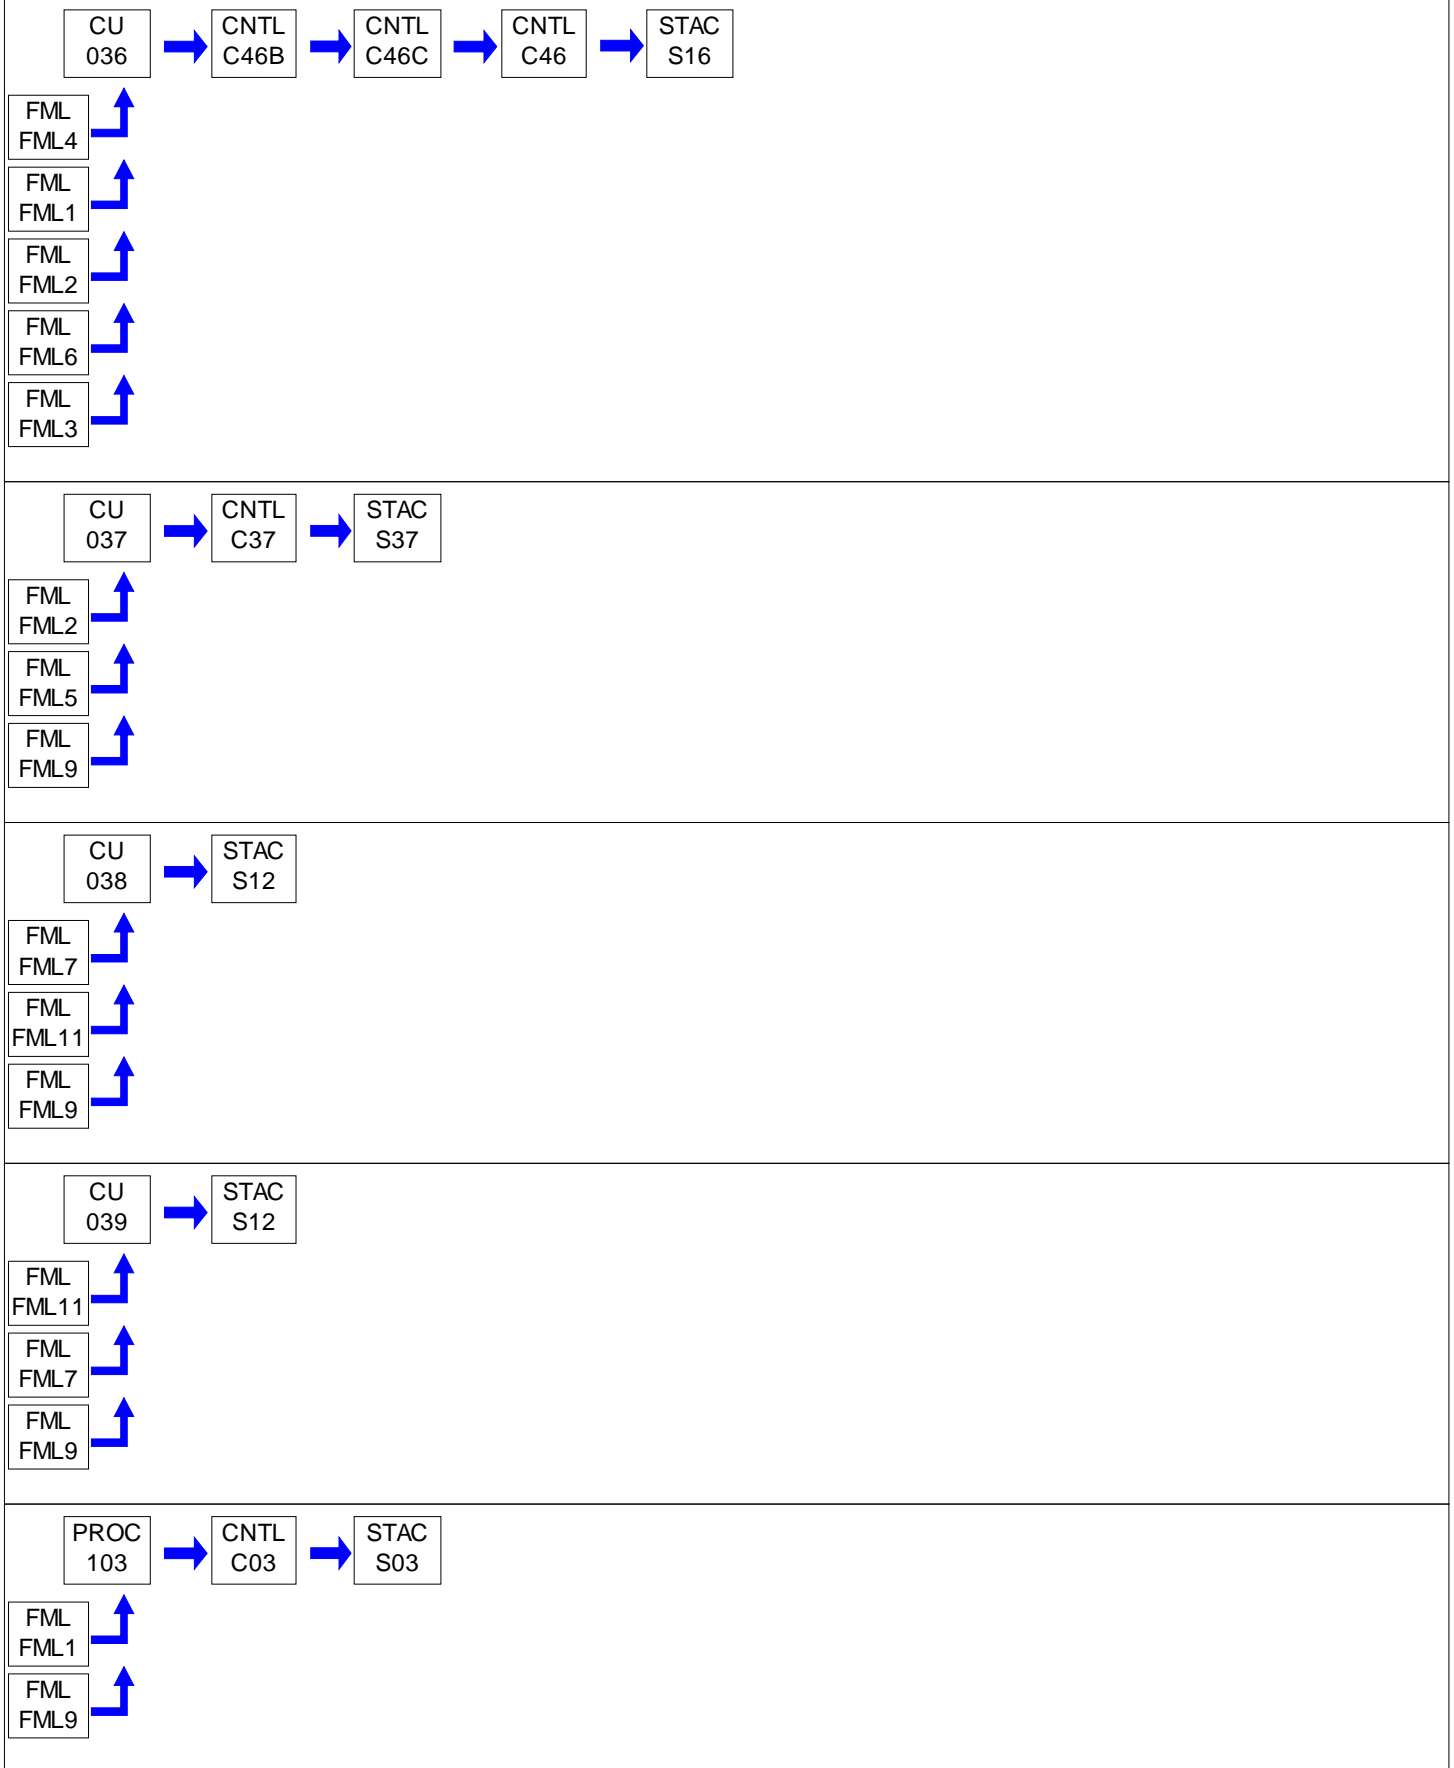 CU
036
CNTL
C46B
CNTL
C46C
CNTL
C46
STAC
S16
FML
FML4
FML
FML1
FML
FML2
FML
FML6
FML
FML3
CU
037
CNTL
C37
STAC
S37
FML
FML2
FML
FML5
FML
FML9
CU
038
STAC
S12
FML
FML7
FML
FML11
FML
FML9
CU
039
STAC
S12
FML
FML11
FML
FML7
FML
FML9
PROC
103
CNTL
C03
STAC
S03
FML
FML1
FML
FML9